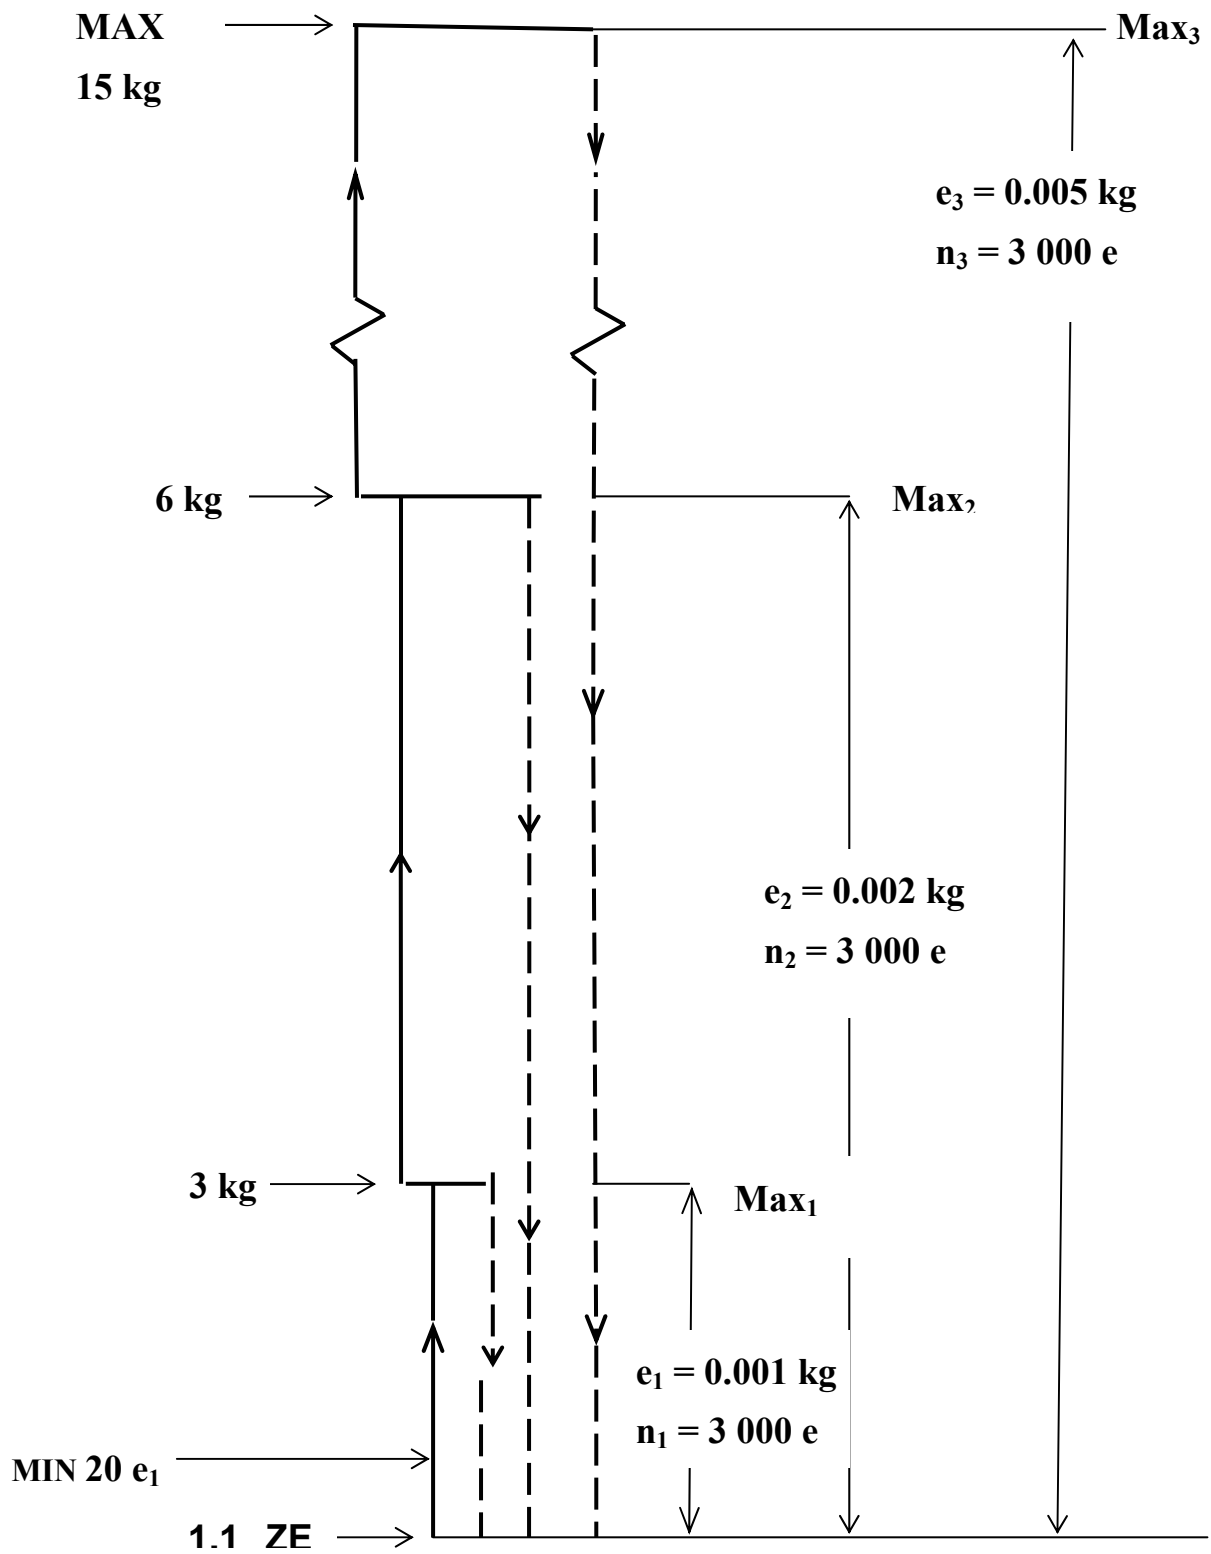 MAX
15 kg
Max₃
e₃ = 0.005 kg
n₃ = 3 000 e
6 kg
Max₂
e₂ = 0.002 kg
n₂ = 3 000 e
3 kg
Max₁
e₁ = 0.001 kg
n₁ = 3 000 e
MIN 20 e₁
1.1 ZE